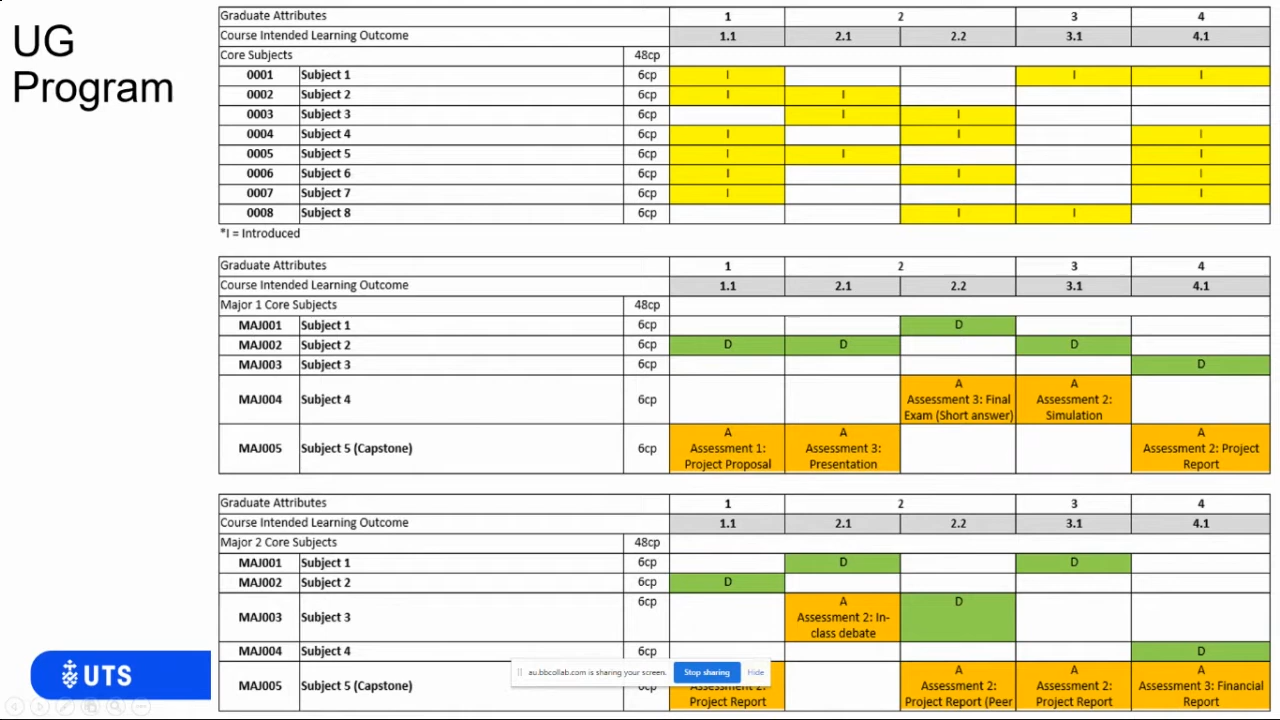 UG
Program
Graduate Attributes 1 2 3 4
Course Intended Learning Outcome 1.1 2.1 2.2 3.1 4.1
Core Subjects 48cp
0001 Subject 1 6cp I I I
0002 Subject 2 6cp I I
0003 Subject 3 6cp I I
0004 Subject 4 6cp I I I
0005 Subject 5 6cp I I I
0006 Subject 6 6cp I I I
0007 Subject 7 6cp I I
0008 Subject 8 6cp I I
*I = Introduced
Graduate Attributes 1 2 3 4
Course Intended Learning Outcome 1.1 2.1 2.2 3.1 4.1
Major 1 Core Subjects 48cp
MAJ001 Subject 1 6cp D
MAJ002 Subject 2 6cp D D D
MAJ003 Subject 3 6cp D
A A
MAJ004 Subject 4 6cp Assessment 3: Final Assessment 2:
Exam (Short answer) Simulation
A A A
MAJ005 Subject 5 (Capstone) 6cp Assessment 1: Assessment 3: Assessment 2: Project
Project Proposal Presentation Report
Graduate Attributes 1 2 3 4
Course Intended Learning Outcome 1.1 2.1 2.2 3.1 4.1
Major 2 Core Subjects 48cp
MAJ001 Subject 1 6cp D D
MAJ002 Subject 2 6cp D
6cp A D
MAJ003 Subject 3 Assessment 2: In-
class debate
MAJ004 Subject 4 6cp D
A A A
MAJ005 Subject 5 (Capstone) 6cp Assessment 2: Assessment 2: Assessment 2: Assessment 3: Financial
Project Report Project Report (Peer Project Report Report
au.bbcollab.com is sharing your screen. Stop sharing Hide
UTS